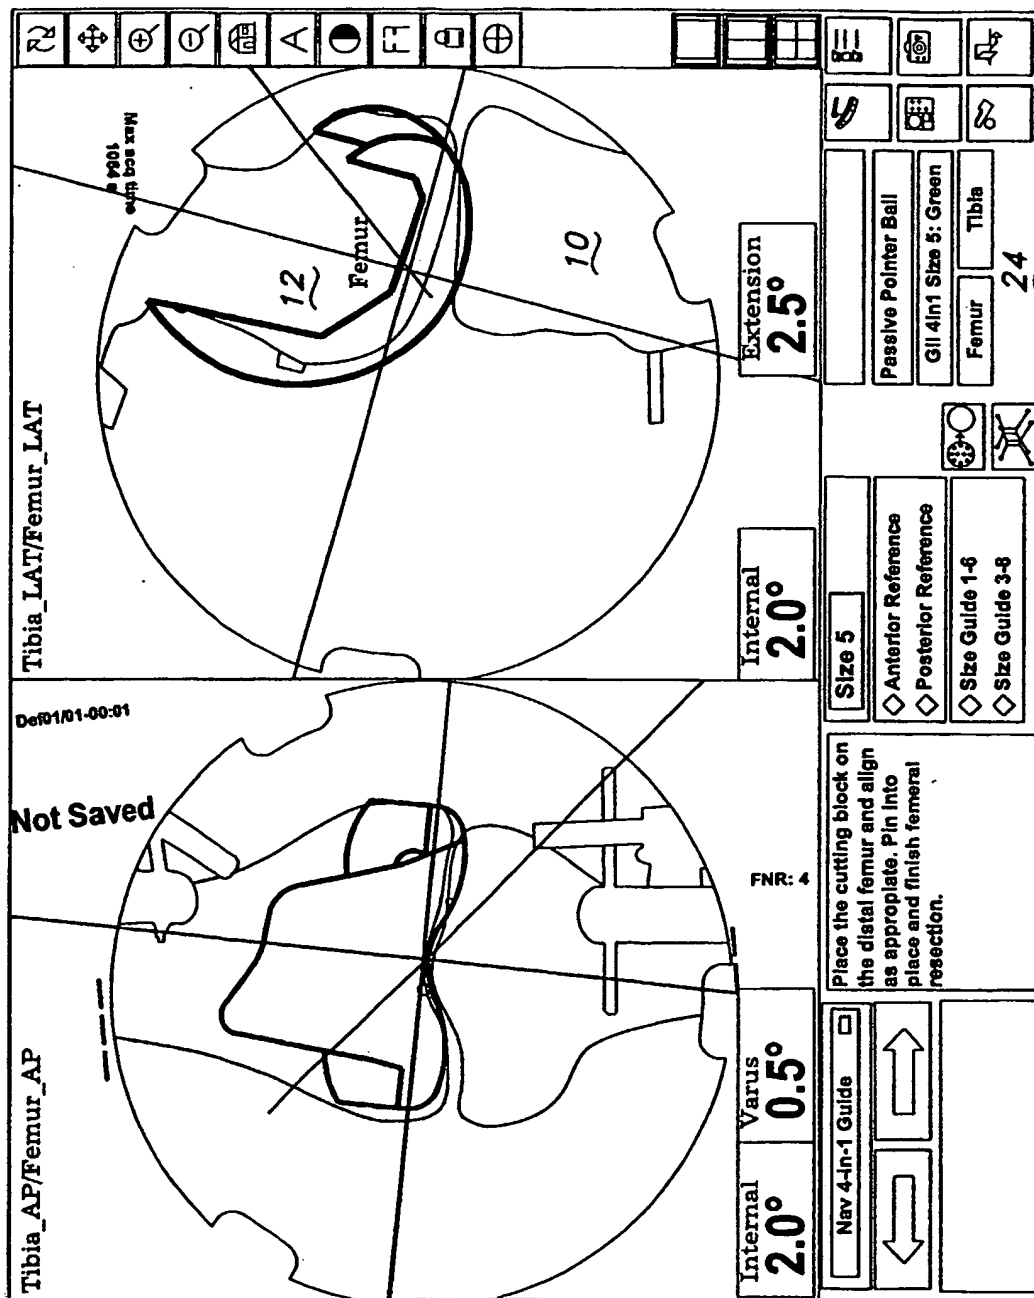 Tibia_AP/Femur_AP
Not Saved
Def01/01-00:01
FNR: 4
Internal
2.0°
Varus
0.5°
Tibia_LAT/Femur_LAT
Max acq time
1064 s
12
Femur
10
Internal
2.0°
Extension
2.5°
Nav 4-in-1 Guide
Place the cutting block on
the distal femur and align
as appropiate. Pin into
place and finish femeral
resection.
Size 5
Anterior Reference
Posterior Reference
Size Guide 1-6
Size Guide 3-8
Passive Pointer Ball
GII 4in1 Size 5: Green
Femur
Tibia
24